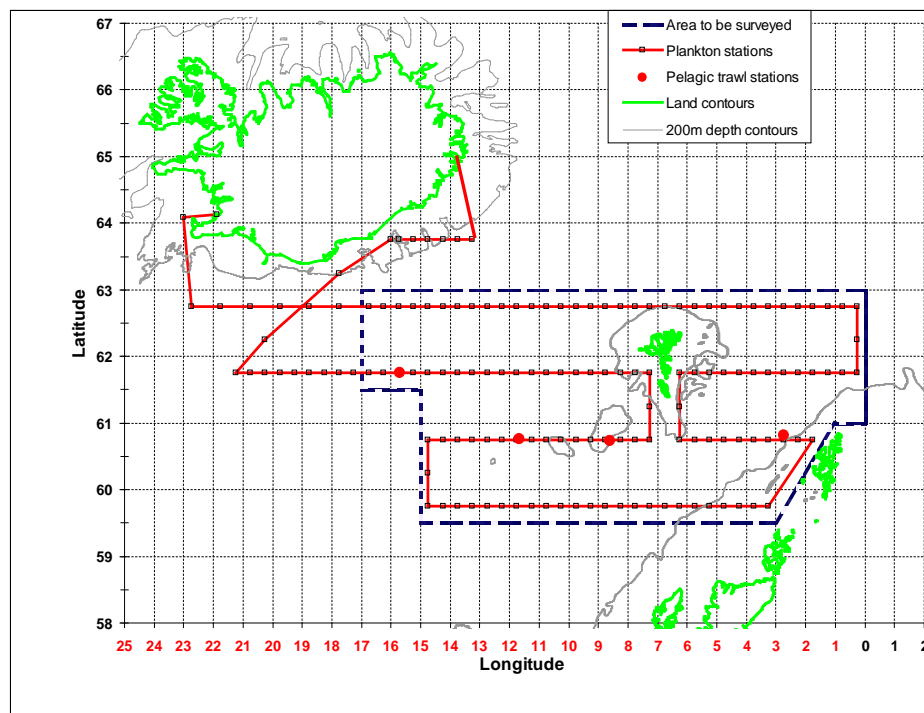 67
66
65
64
63
62
61
60
59
58
Latitude
Area to be surveyed
Plankton stations
Pelagic trawl stations
Land contours
200m depth contours
25 24 23 22 21 20 19 18 17 16 15 14 13 12 11 10 9 8 7 6 5 4 3 2 1 0 1 2
Longitude